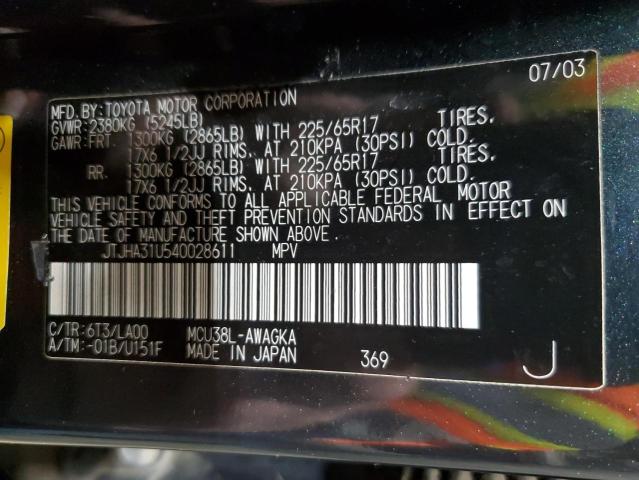 07/03
MFD.BY:TOYOTA MOTOR CORPORATION
GVWR:2380KG (5245LB)
GAWR:FRT. 1300KG (2865LB) WITH 225/65R17 TIRES,
17X6 1/2JJ RIMS, AT 210KPA (30PSI) COLD.
RR. 1300KG (2865LB) WITH 225/65R17 TIRES,
17X6 1/2JJ RIMS, AT 210KPA (30PSI) COLD.
THIS VEHICLE CONFORMS TO ALL APPLICABLE FEDERAL MOTOR
VEHICLE SAFETY AND THEFT PREVENTION STANDARDS IN EFFECT ON
THE DATE OF MANUFACTURE SHOWN ABOVE.
JTJHA31U540028611 MPV
C/TR:6T3/LA00 MCU38L-AWAGKA
A/TM:-01B/U151F MADE IN JAPAN 369 J